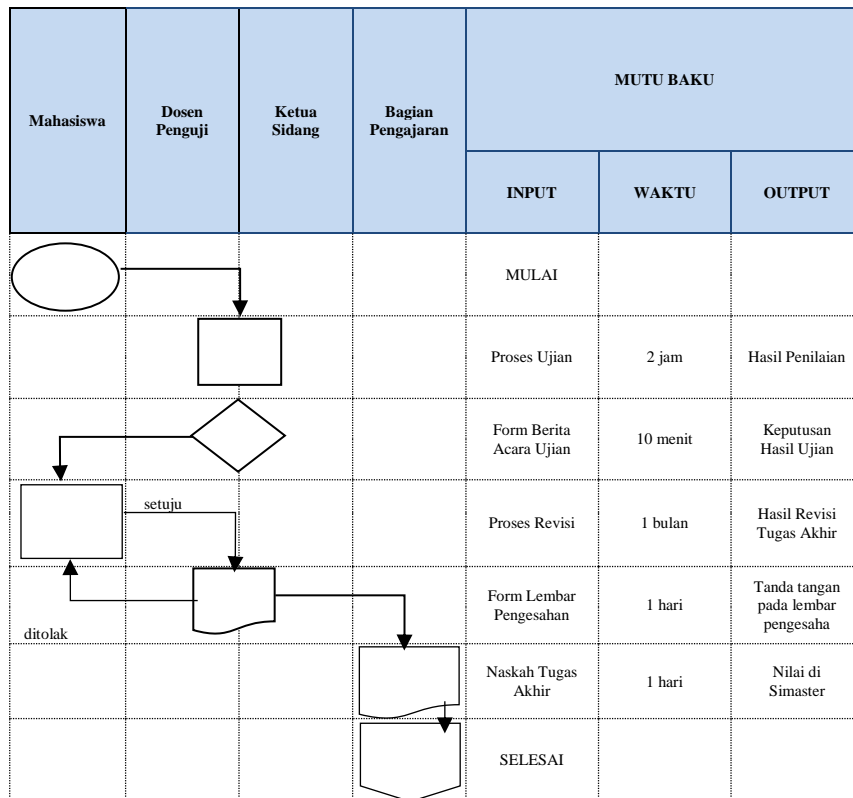 Mahasiswa
Dosen
Penguji
Ketua
Sidang
Bagian
Pengajaran
MUTU BAKU
INPUT
WAKTU
OUTPUT
MULAI
Proses Ujian
2 jam
Hasil Penilaian
Form Berita
Acara Ujian
10 menit
Keputusan
Hasil Ujian
setuju
Proses Revisi
1 bulan
Hasil Revisi
Tugas Akhir
ditolak
Form Lembar
Pengesahan
1 hari
Tanda tangan
pada lembar
pengesaha
Naskah Tugas
Akhir
1 hari
Nilai di
Simaster
SELESAI